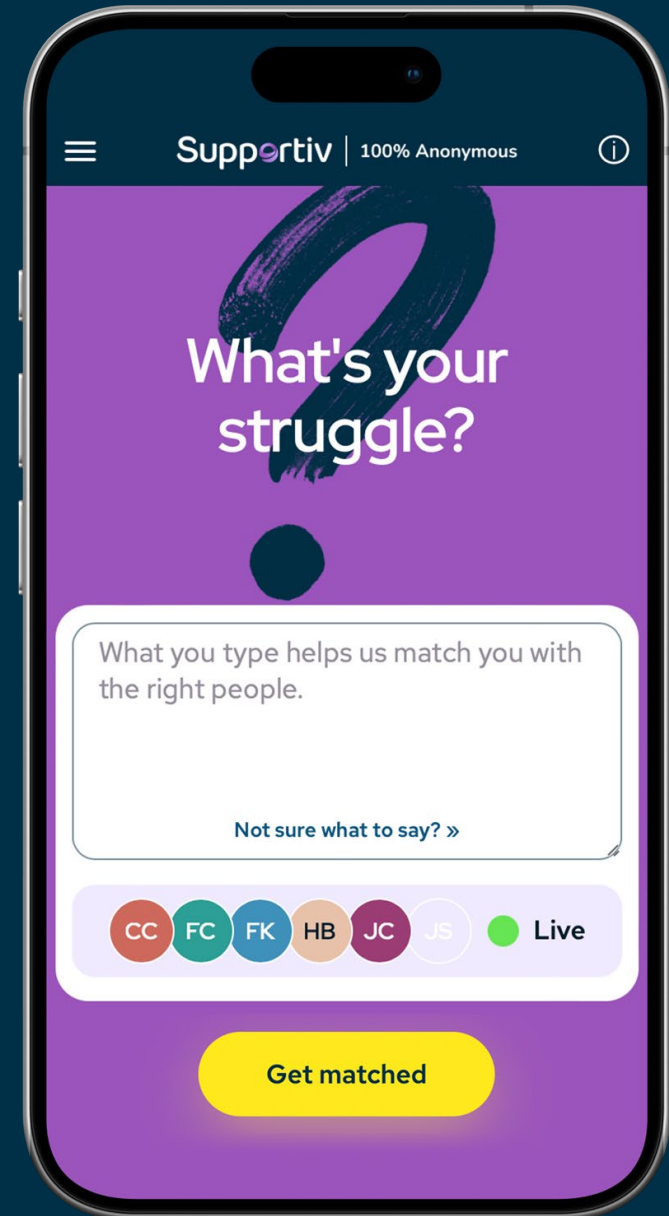 Supportiv | 100% Anonymous
What's your
struggle?
What you type helps us match you with
the right people.
Not sure what to say? »
CC FC FK HB JC JS Live
Get matched